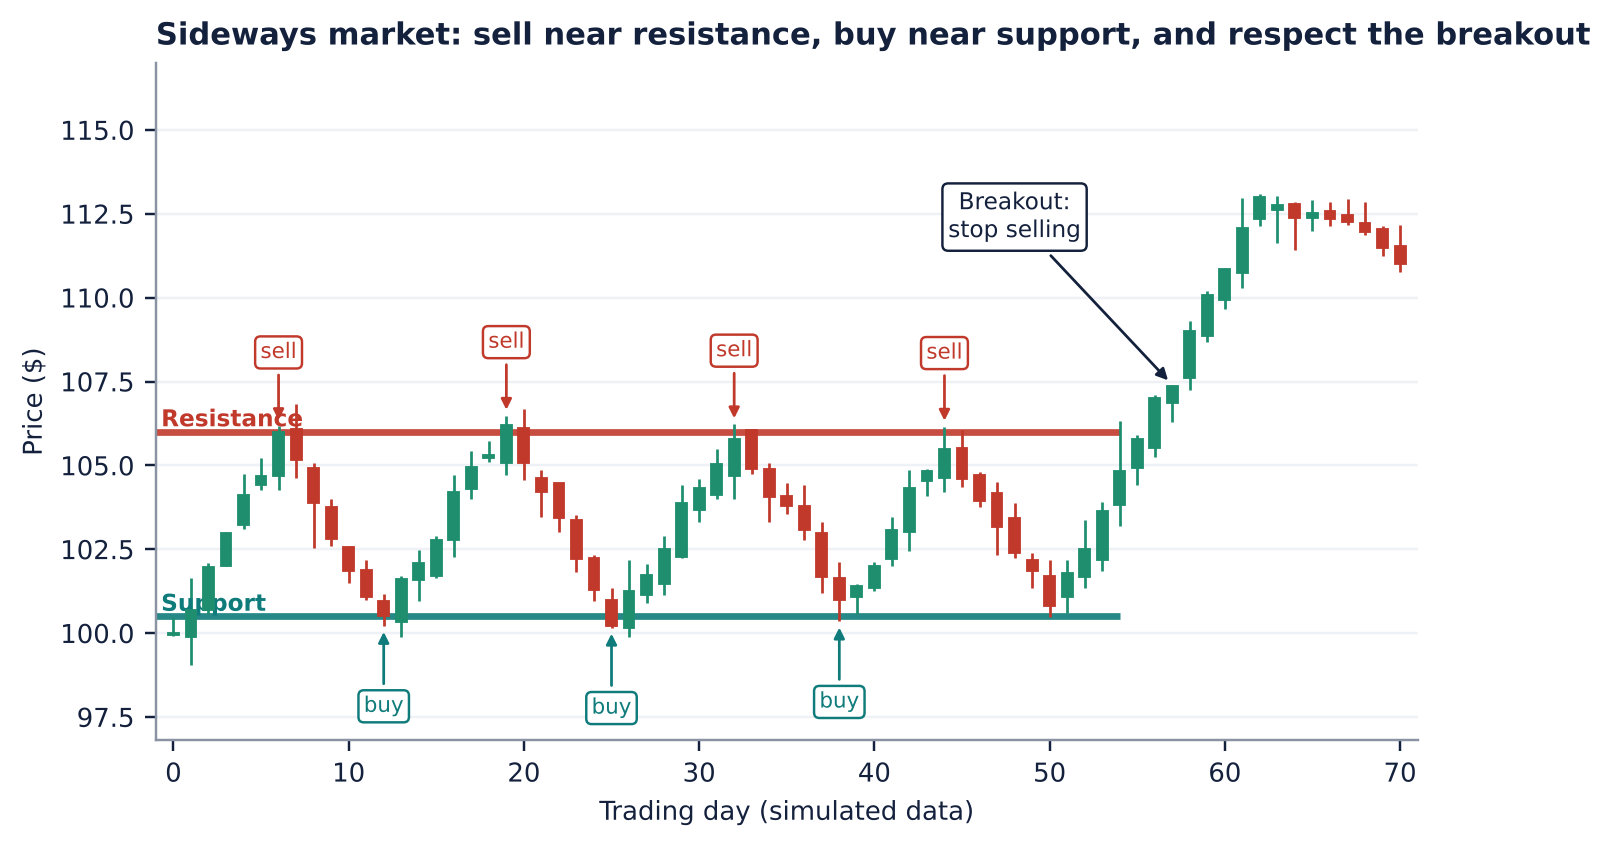 Sideways market: sell near resistance, buy near support, and respect the breakout
115.0
112.5
110.0
107.5
105.0
102.5
100.0
97.5
Price ($)
Breakout:
stop selling
sell
sell
sell
sell
Resistance
Support
buy
buy
buy
0
10
20
30
40
50
60
70
Trading day (simulated data)